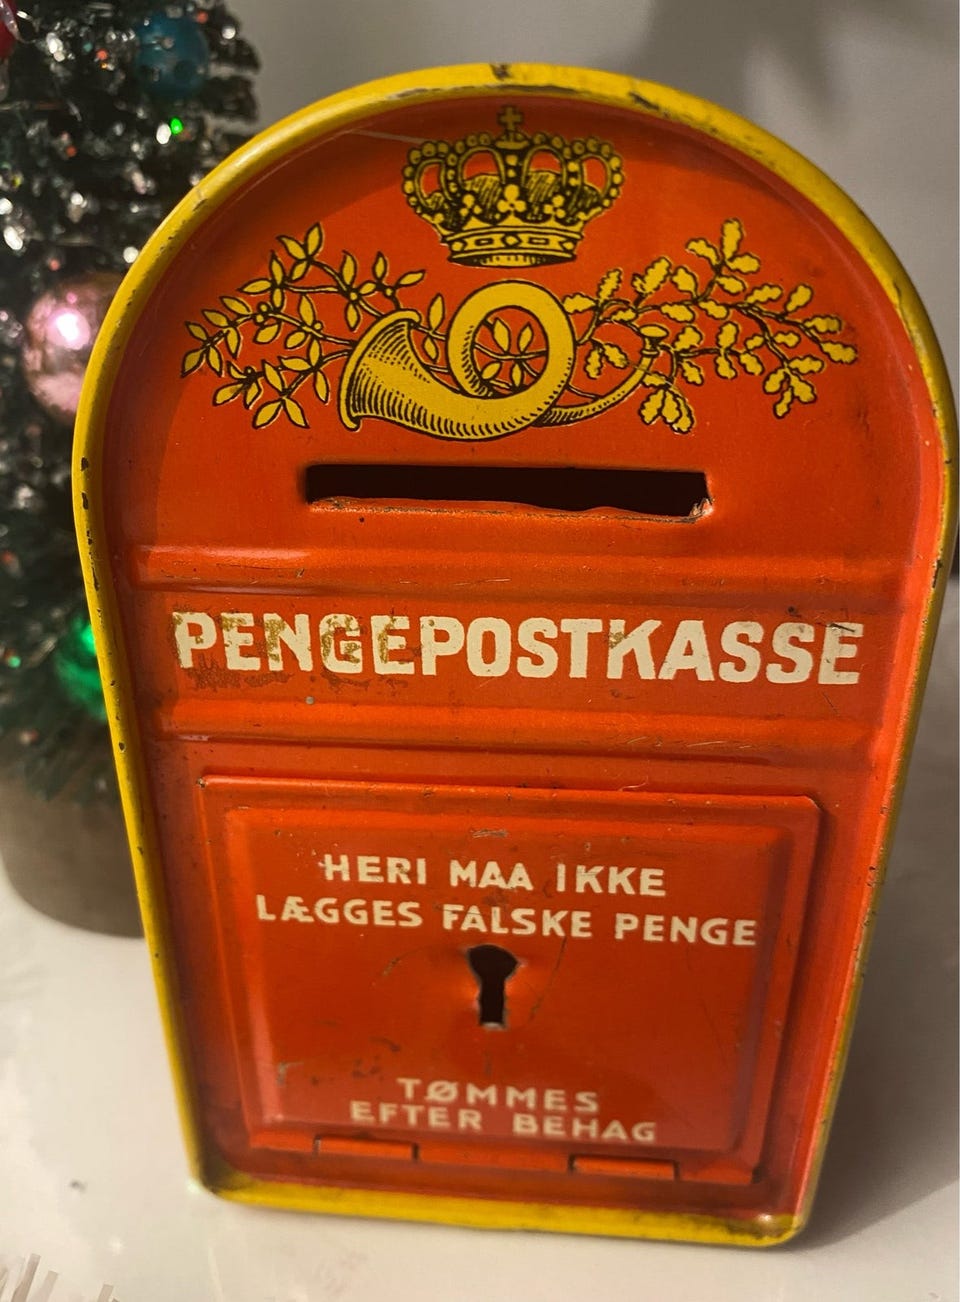 PENGEPOSTKASSE
HERI MAA IKKE
LÆGGES FALSKE PENGE
TØMMES
EFTER BEHAG